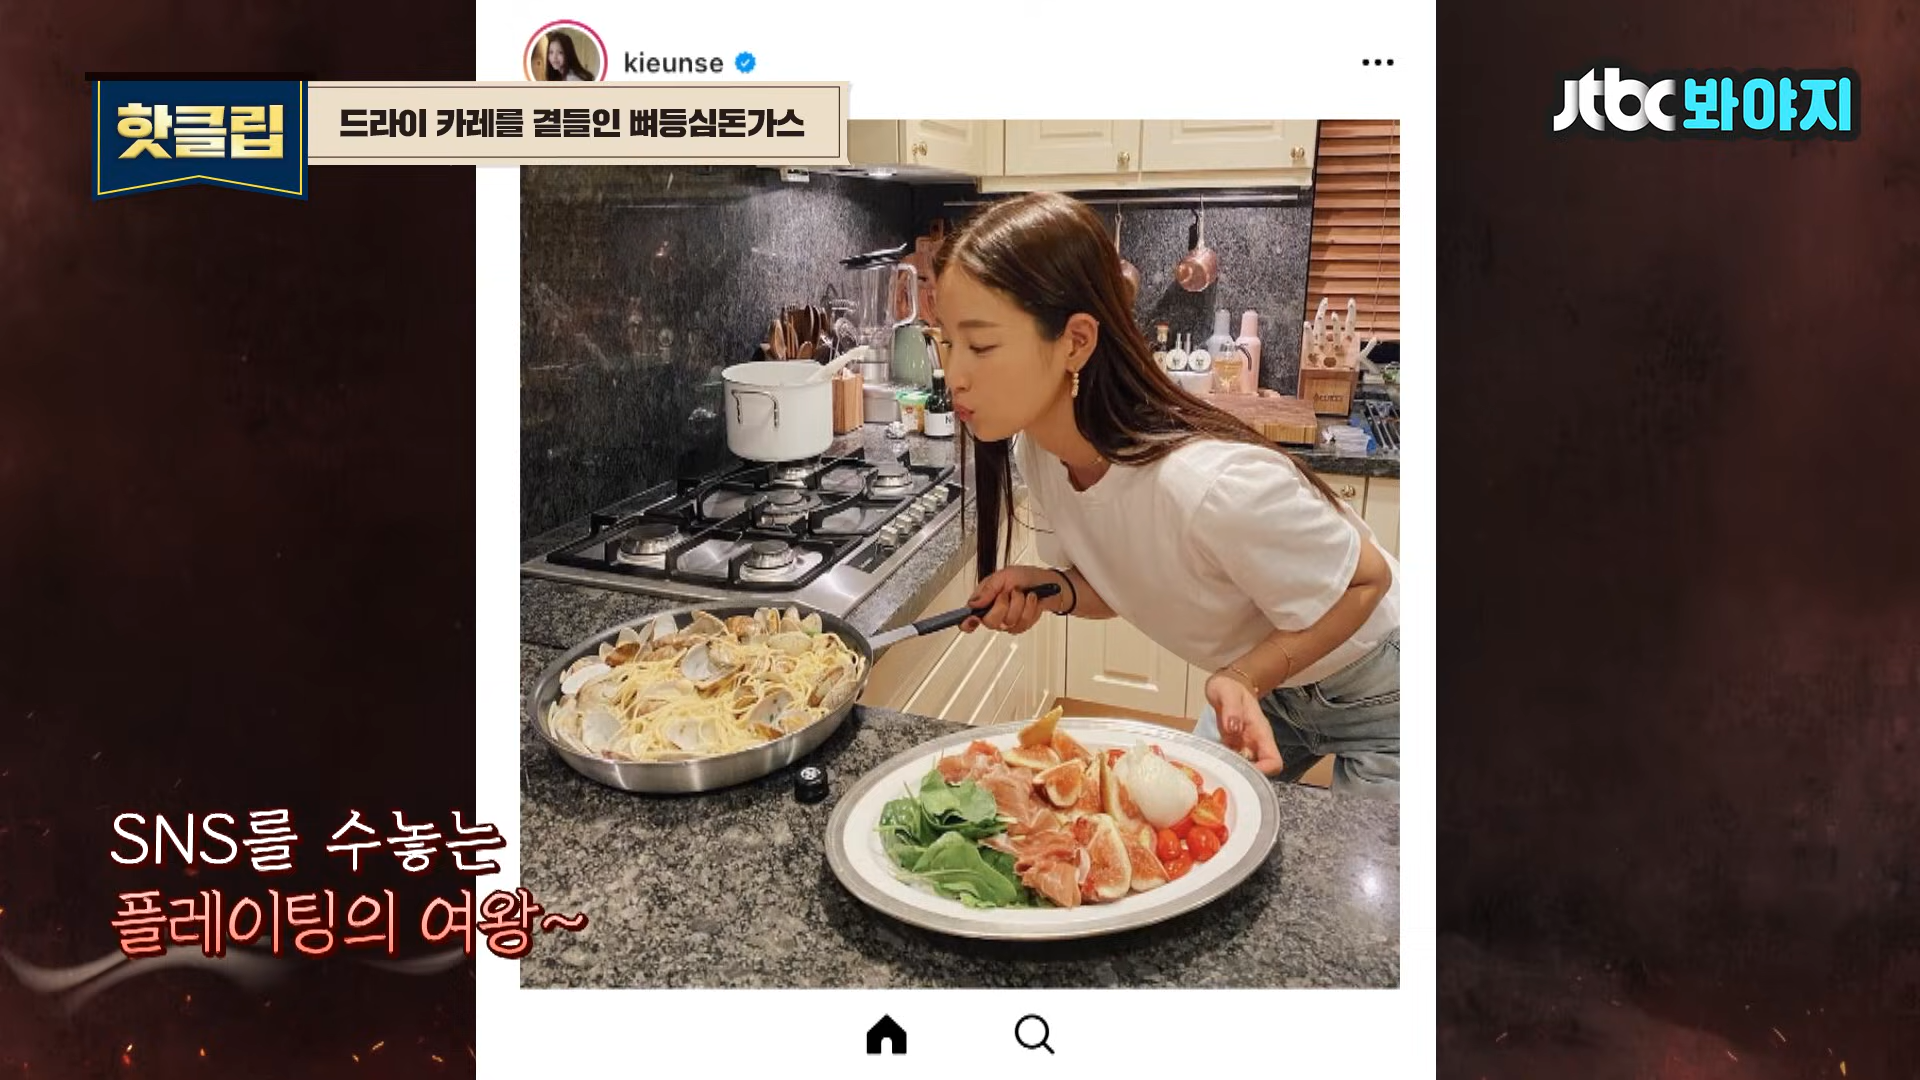 kieunse
핫클립
드라이 카레를 곁들인 뼈등심돈가스
jtbc 봐야지
SNS를 수놓는
플레이팅의 여왕~